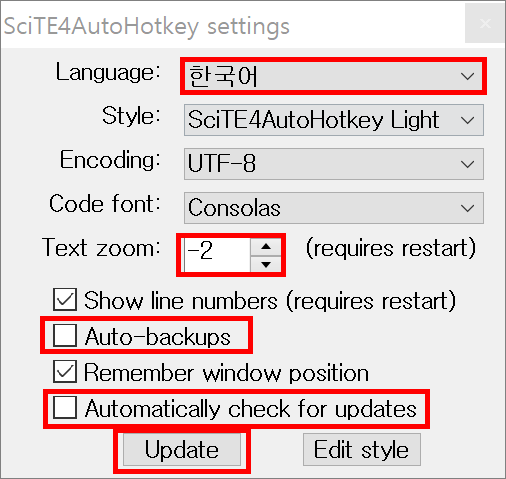 SciTE4AutoHotkey settings
Language: 한국어
Style: SciTE4AutoHotkey Light
Encoding: UTF-8
Code font: Consolas
Text zoom: -2 (requires restart)
Show line numbers (requires restart)
Auto-backups
Remember window position
Automatically check for updates
Update Edit style